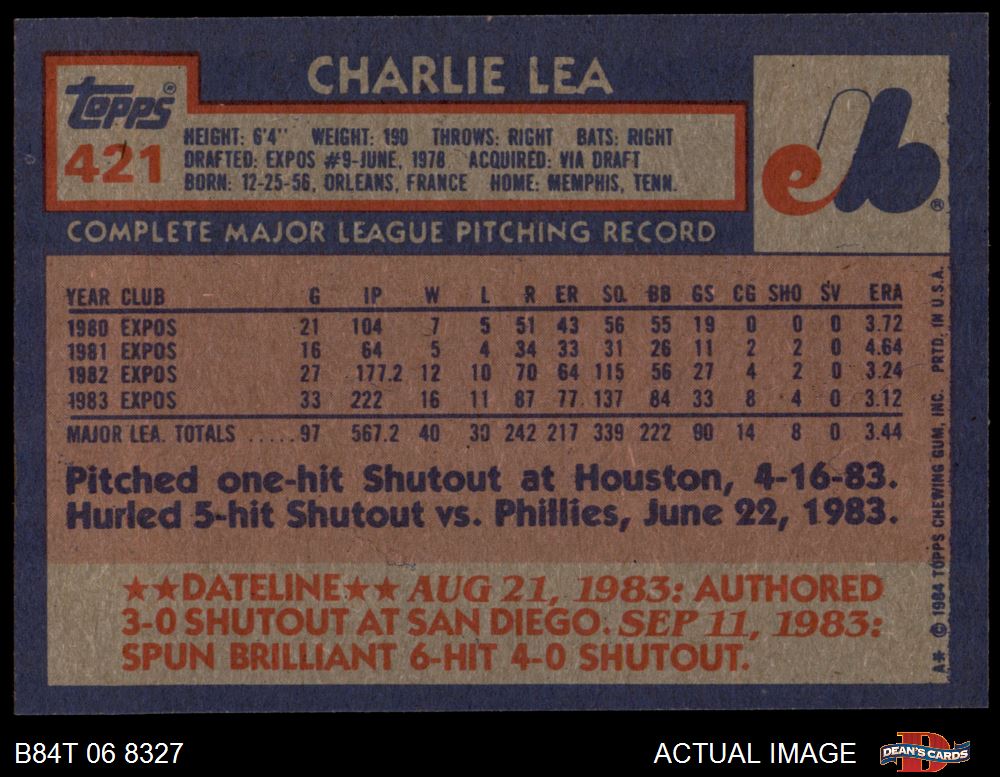 CHARLIE LEA
Topps®
421
HEIGHT: 6'4" WEIGHT: 190 THROWS: RIGHT BATS: RIGHT
DRAFTED: EXPOS #9-JUNE, 1978 ACQUIRED: VIA DRAFT
BORN: 12-25-56, ORLEANS, FRANCE HOME: MEMPHIS, TENN.
eb®
COMPLETE MAJOR LEAGUE PITCHING RECORD
YEAR CLUB G IP W L R ER SO. BB GS CG SHO SV ERA
1980 EXPOS 21 104 7 5 51 43 56 55 19 0 0 0 3.72
1981 EXPOS 16 64 5 4 34 33 31 26 11 2 2 0 4.64
1982 EXPOS 27 177.2 12 10 70 64 115 56 27 4 2 0 3.24
1983 EXPOS 33 222 16 11 87 77 137 84 33 8 4 0 3.12
MAJOR LEA. TOTALS .....97 567.2 40 30 242 217 339 222 90 14 8 0 3.44
Pitched one-hit Shutout at Houston, 4-16-83.
Hurled 5-hit Shutout vs. Phillies, June 22, 1983.
★★DATELINE★★ AUG 21, 1983: AUTHORED
3-0 SHUTOUT AT SAN DIEGO. SEP 11, 1983:
SPUN BRILLIANT 6-HIT 4-0 SHUTOUT.
A* © 1984 TOPPS CHEWING GUM, INC. PRTD. IN U.S.A.
B84T 06 8327
ACTUAL IMAGE
D
DEAN'S CARDS